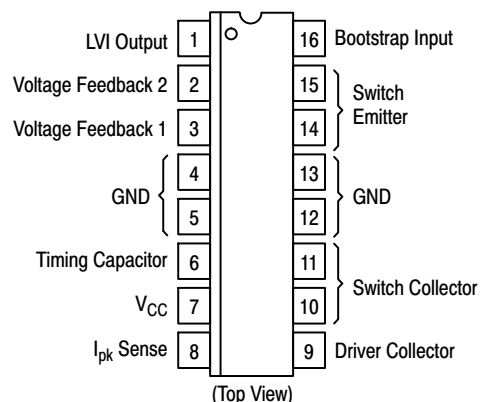 LVI Output 1 16 Bootstrap Input
Voltage Feedback 2 2 15 Switch
Emitter
Voltage Feedback 1 3 14
4 13
GND GND
5 12
Timing Capacitor 6 11
Switch Collector
VCC 7 10
Ipk Sense 8 9 Driver Collector
(Top View)